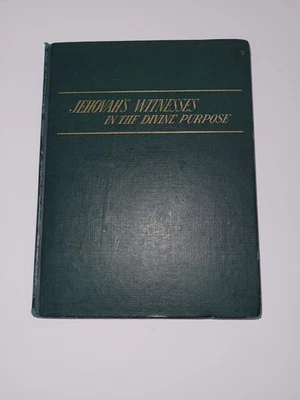 JEHOVAH'S WITNESSES
IN THE DIVINE PURPOSE